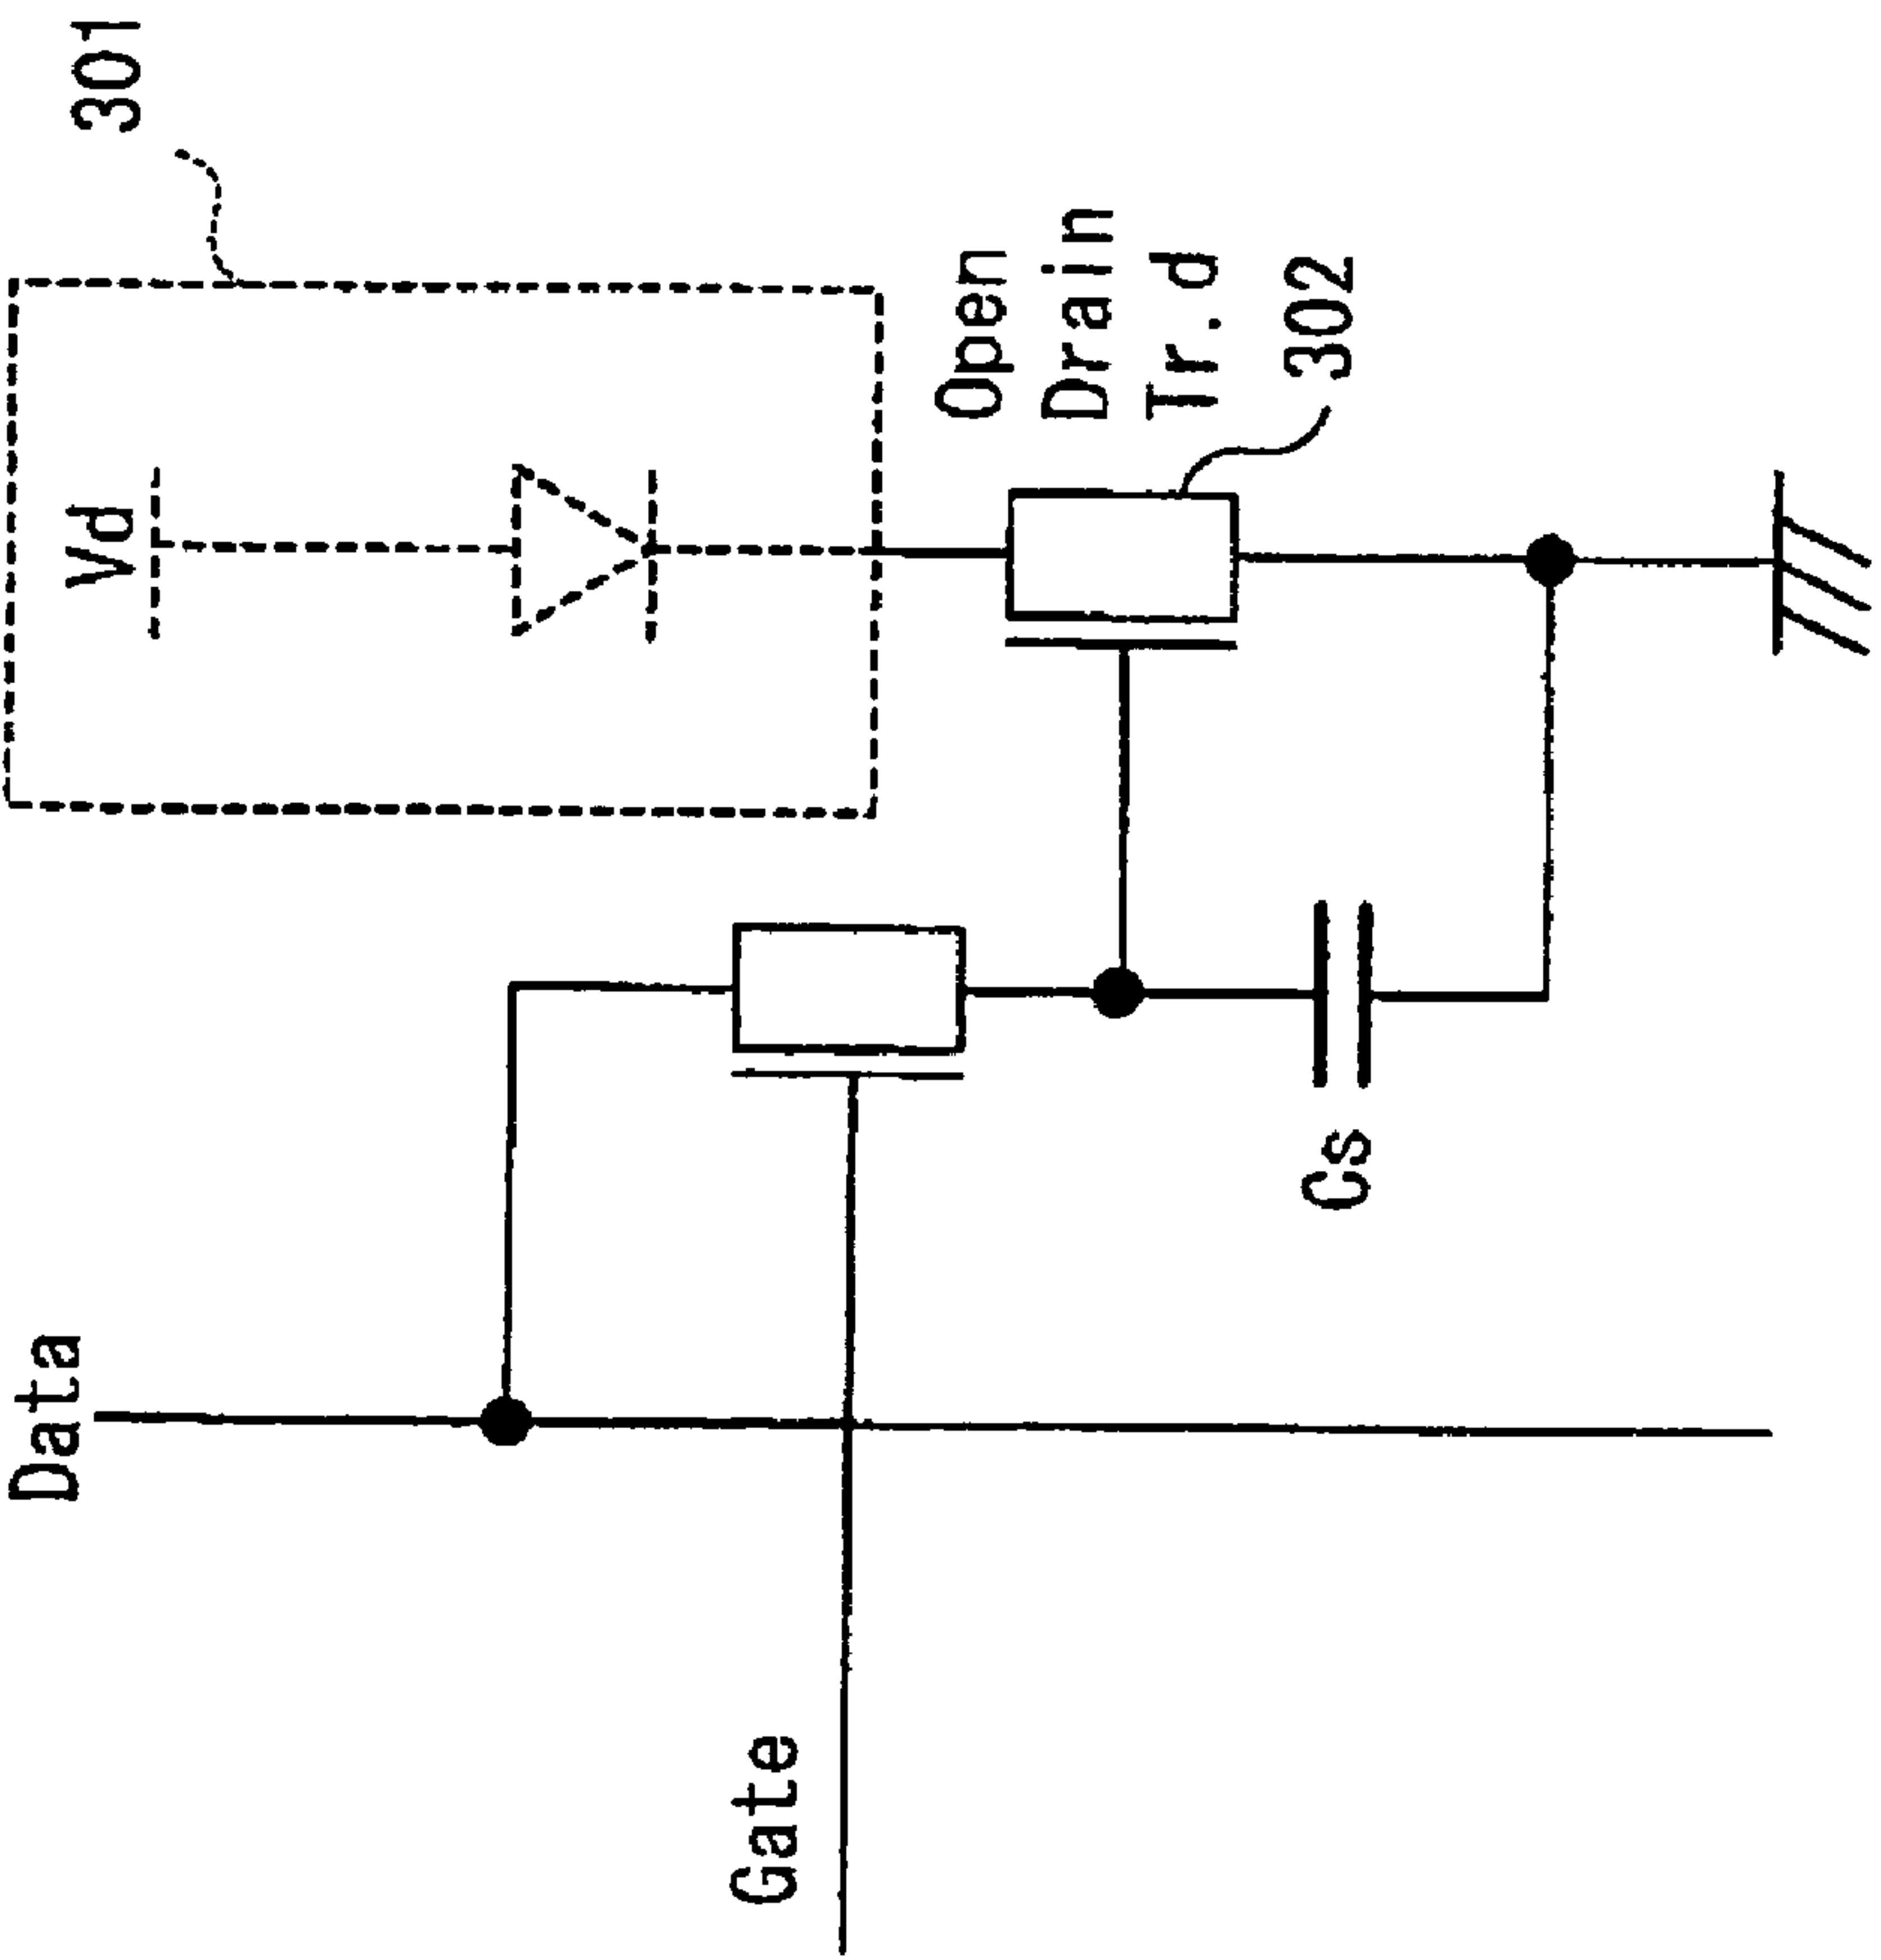 301
Vd
Open
Drain
Tr.d
302
Cs
Data
Gate